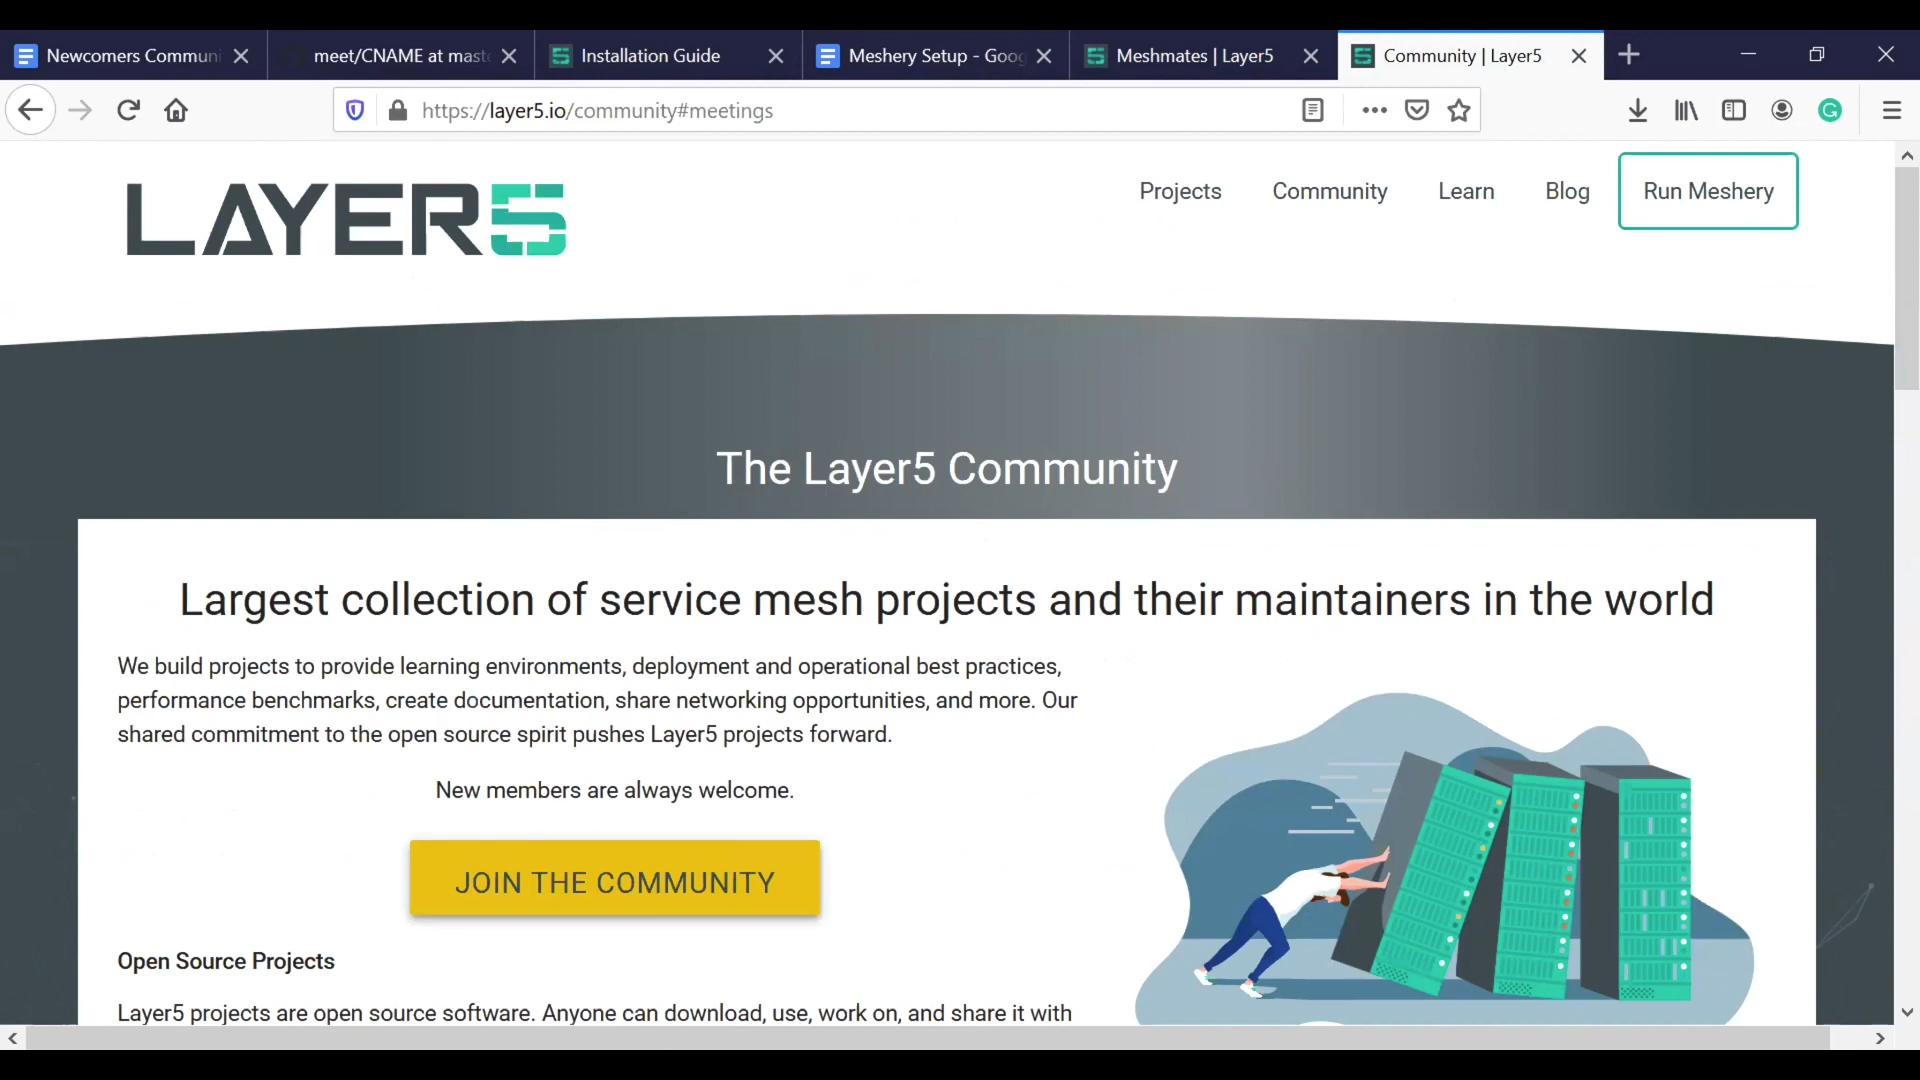 Newcomers Communi
meet/CNAME at maste
Installation Guide
Meshery Setup - Goog
Meshmates | Layer5
Community | Layer5
https://layer5.io/community#meetings
LAYER5
Projects
Community
Learn
Blog
Run Meshery
The Layer5 Community
Largest collection of service mesh projects and their maintainers in the world
We build projects to provide learning environments, deployment and operational best practices,
performance benchmarks, create documentation, share networking opportunities, and more. Our
shared commitment to the open source spirit pushes Layer5 projects forward.
New members are always welcome.
JOIN THE COMMUNITY
Open Source Projects
Layer5 projects are open source software. Anyone can download, use, work on, and share it with